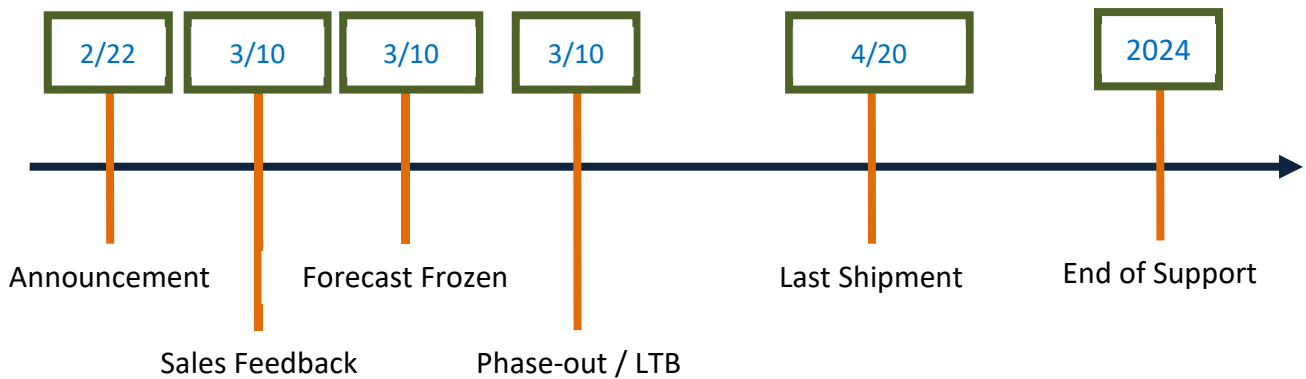 2/22
3/10
3/10
3/10
4/20
2024
Announcement
Forecast Frozen
Last Shipment
End of Support
Sales Feedback
Phase-out / LTB